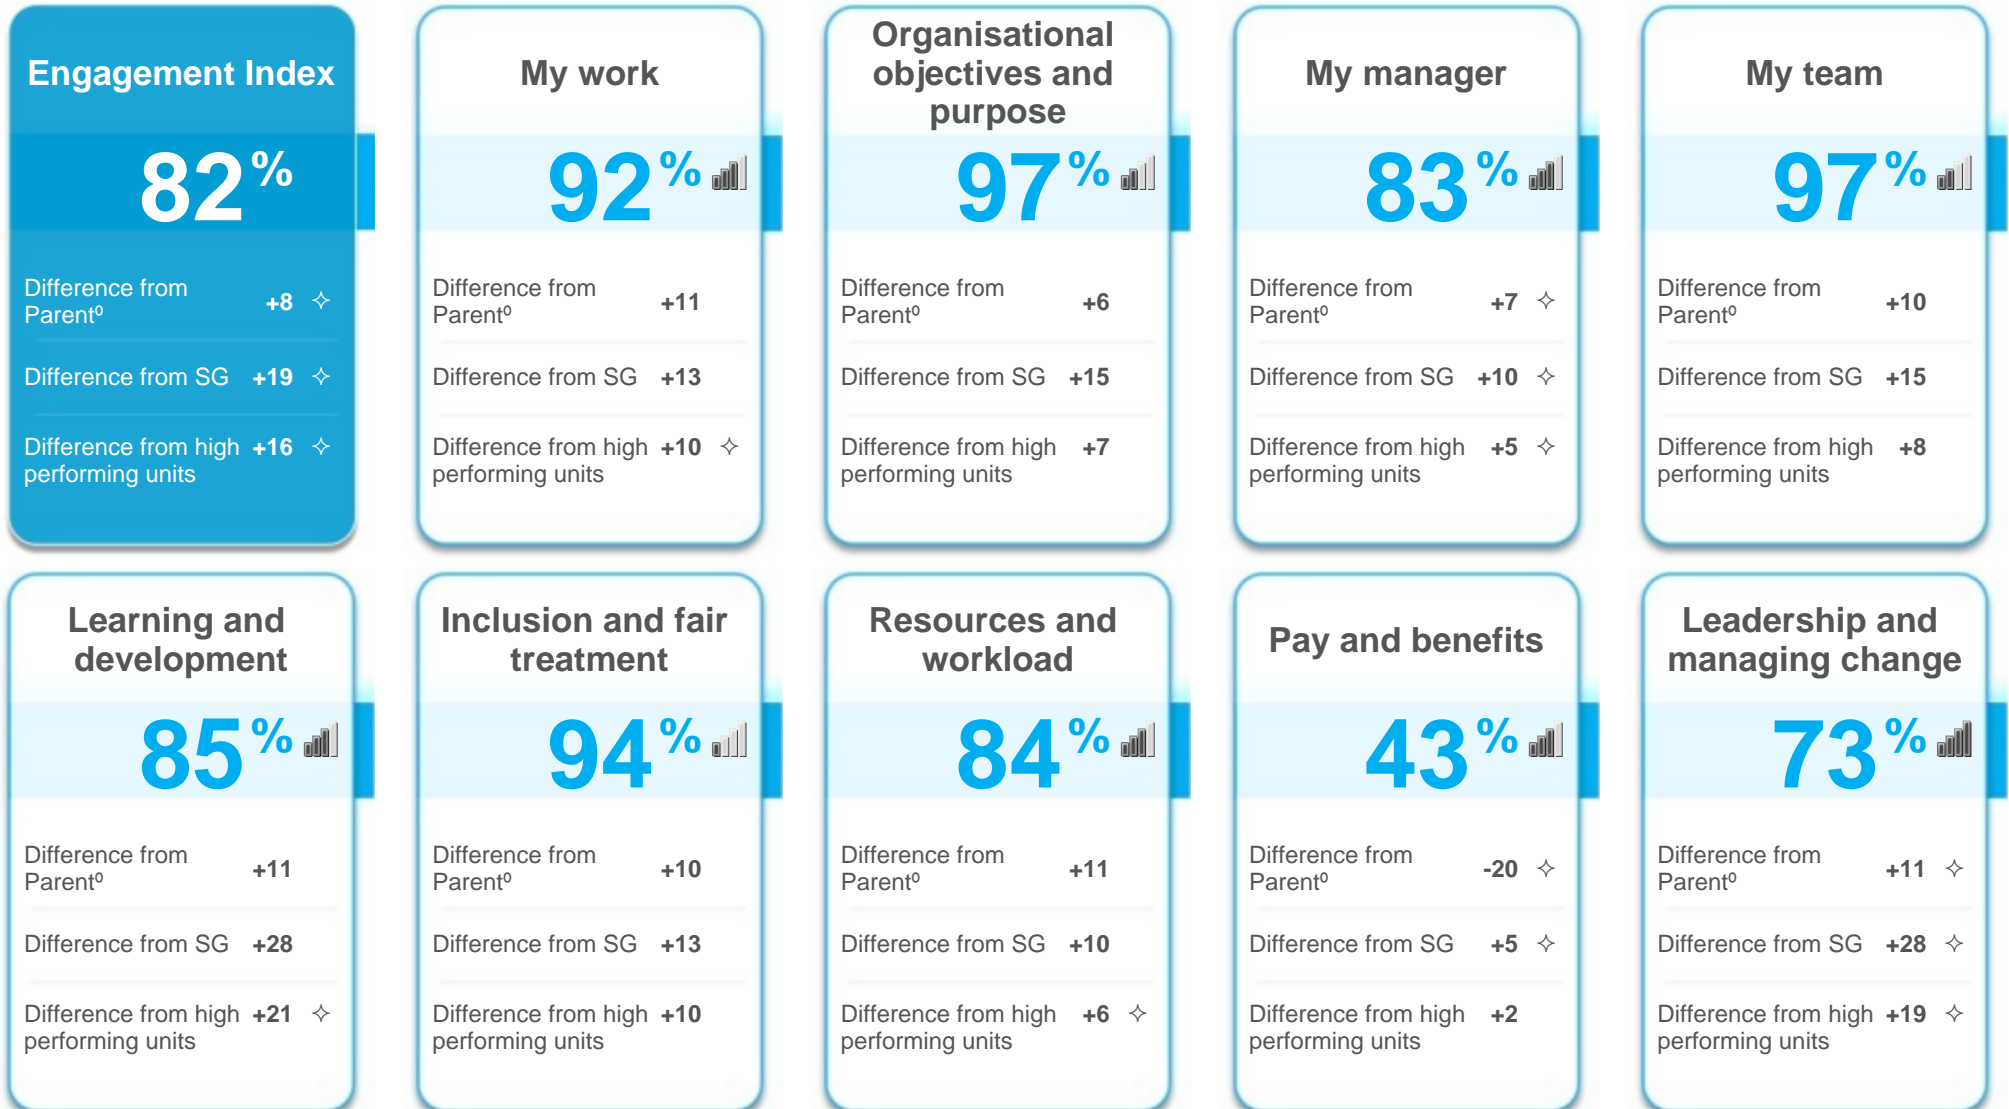 Engagement Index
82%
Difference from
Parent⁰ +8 ✧
Difference from SG +19 ✧
Difference from high +16 ✧
performing units
My work
92%
Difference from
Parent⁰ +11
Difference from SG +13
Difference from high +10 ✧
performing units
Organisational
objectives and
purpose
97%
Difference from
Parent⁰ +6
Difference from SG +15
Difference from high +7
performing units
My manager
83%
Difference from
Parent⁰ +7 ✧
Difference from SG +10 ✧
Difference from high +5 ✧
performing units
My team
97%
Difference from
Parent⁰ +10
Difference from SG +15
Difference from high +8
performing units
Learning and
development
85%
Difference from
Parent⁰ +11
Difference from SG +28
Difference from high +21 ✧
performing units
Inclusion and fair
treatment
94%
Difference from
Parent⁰ +10
Difference from SG +13
Difference from high +10
performing units
Resources and
workload
84%
Difference from
Parent⁰ +11
Difference from SG +10
Difference from high +6 ✧
performing units
Pay and benefits
43%
Difference from
Parent⁰ -20 ✧
Difference from SG +5 ✧
Difference from high +2
performing units
Leadership and
managing change
73%
Difference from
Parent⁰ +11 ✧
Difference from SG +28 ✧
Difference from high +19 ✧
performing units